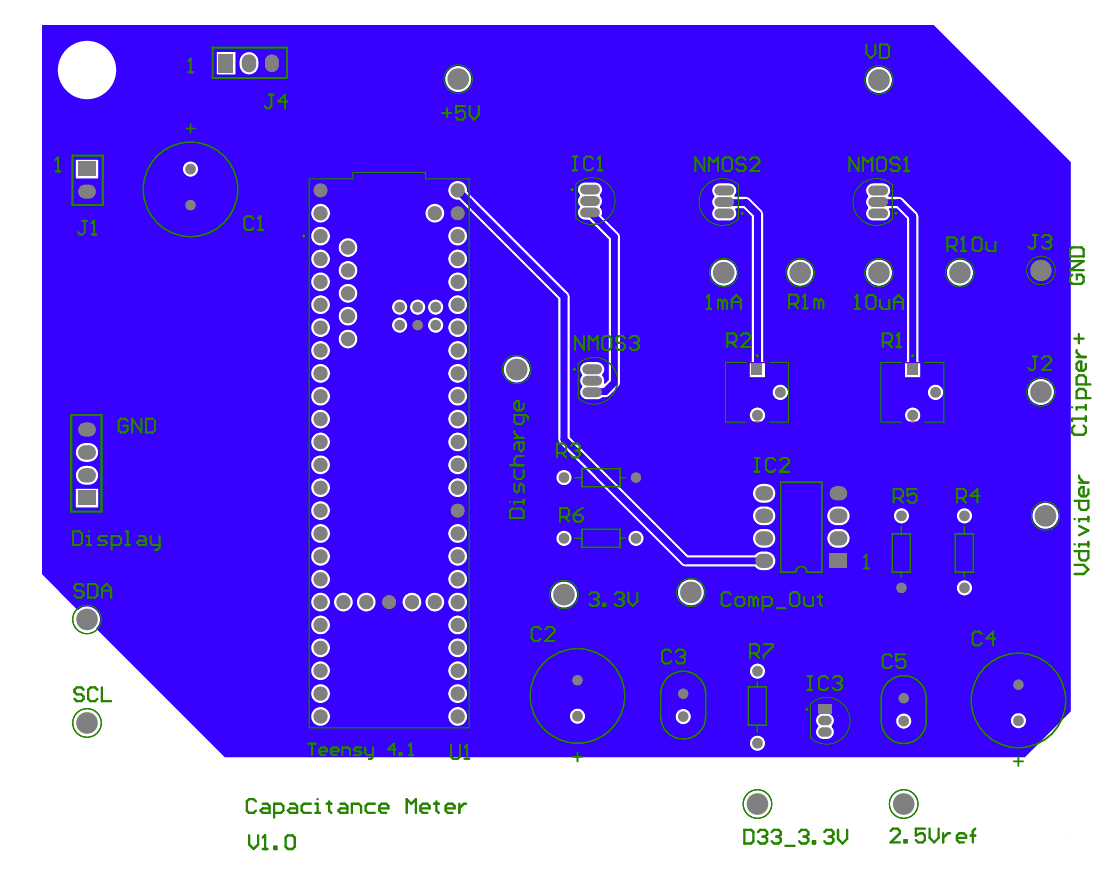 VD
1
J4
+5V
+
IC1
NMOS2
NMOS1
1
J1
C1
R10u
J3
GND
1mA
R1m
10uA
NMOS3
R2
R1
Clipper+
J2
Discharge
GND
R3
IC2
R5
R4
Vdivider
R6
Display
1
SDA
3.3V
Comp_Out
C2
C3
R7
C5
C4
IC3
SCL
Teensy 4.1
U1
+
+
Capacitance Meter
V1.0
D33_3.3V
2.5Vref